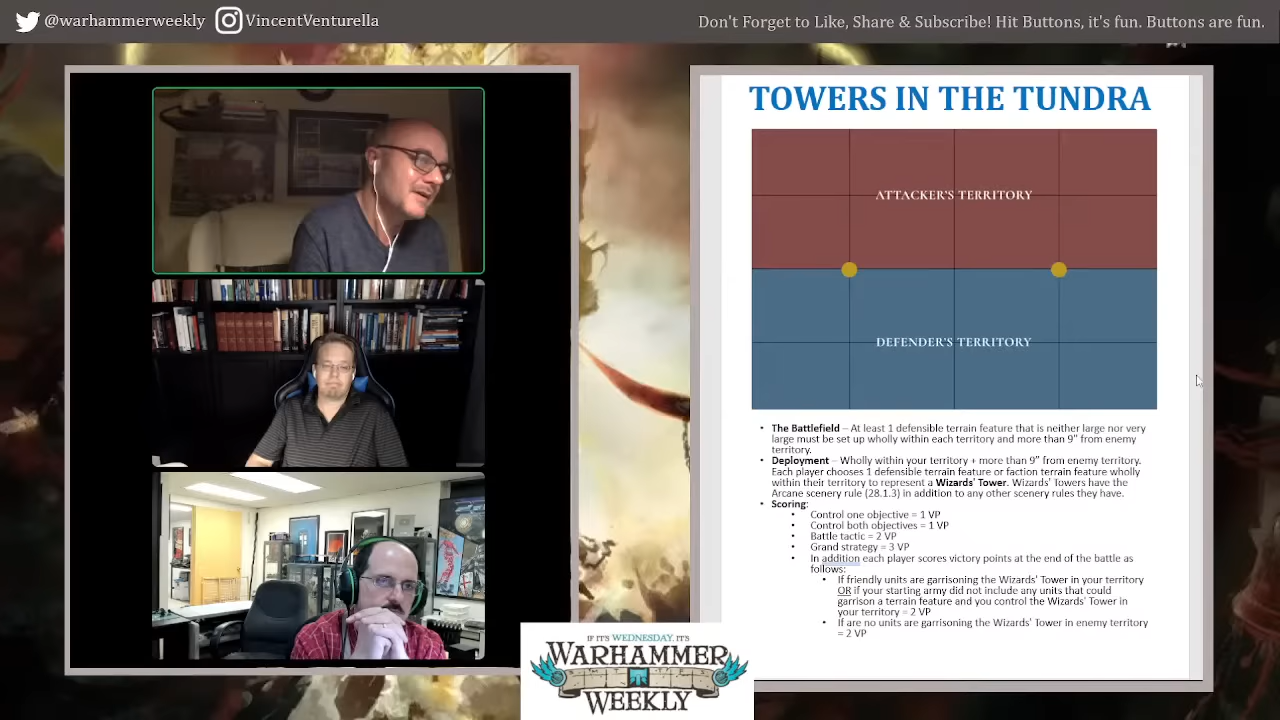 @warhammerweekly VincentVenturella
Don't Forget to Like, Share & Subscribe! Hit Buttons, it's fun. Buttons are fun.
TOWERS IN THE TUNDRA
ATTACKER'S TERRITORY
DEFENDER'S TERRITORY
• The Battlefield – At least 1 defensible terrain feature that is neither large nor very
large must be set up wholly within each territory and more than 9" from enemy
territory.
• Deployment – Wholly within your territory + more than 9" from enemy territory.
Each player chooses 1 defensible terrain feature or faction terrain feature wholly
within their territory to represent a Wizards' Tower. Wizards' Towers have the
Arcane scenery rule (28.1.3) in addition to any other scenery rules they have.
• Scoring:
• Control one objective = 1 VP
• Control both objectives = 1 VP
• Battle tactic = 2 VP
• Grand strategy = 3 VP
• In addition each player scores victory points at the end of the battle as
follows:
• If friendly units are garrisoning the Wizards' Tower in your territory
OR if your starting army did not include any units that could
garrison a terrain feature and you control the Wizards' Tower in
your territory = 2 VP
• If are no units are garrisoning the Wizards' Tower in enemy territory
= 2 VP
IF IT'S WEDNESDAY, IT'S
WARHAMMER
WEEKLY